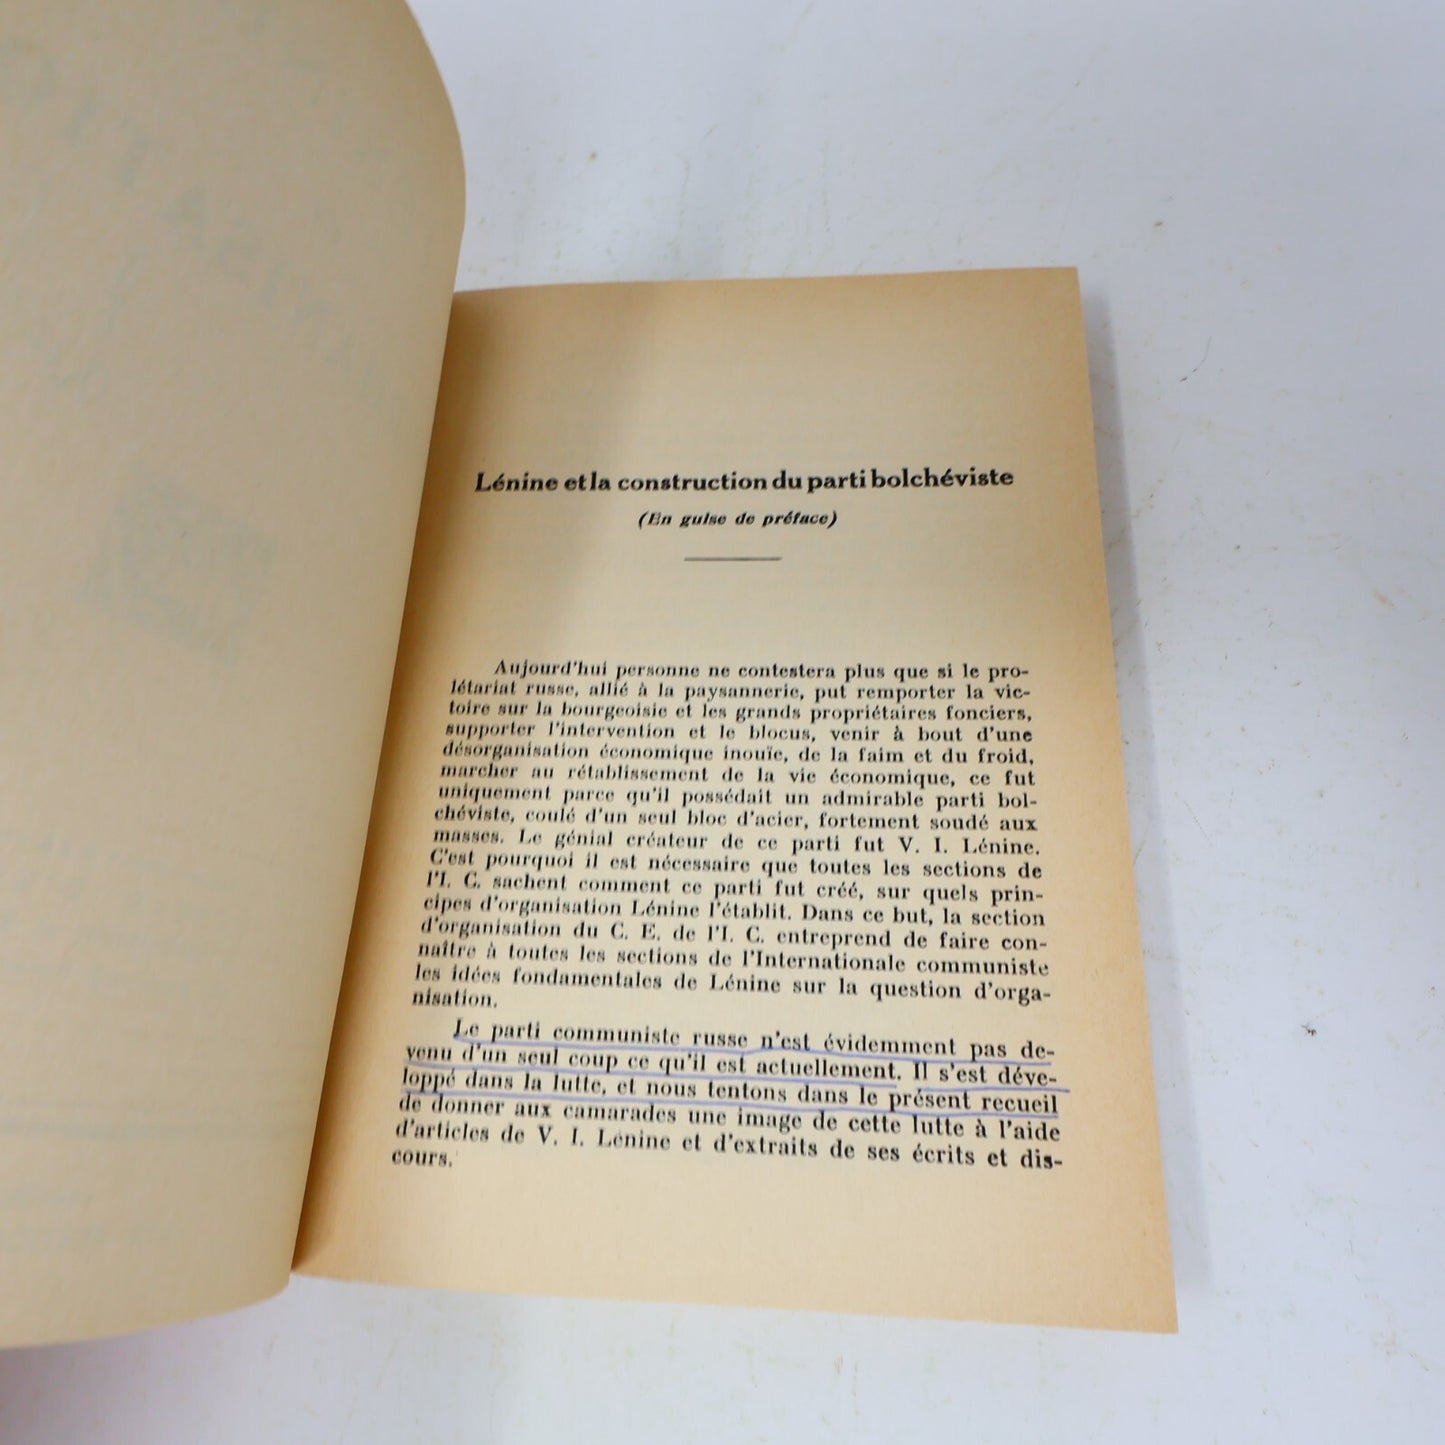 Lénine et la construction du parti bolchéviste
(En guise de préface)
Aujourd'hui personne ne contestera plus que si le pro-
létariat russe, allié à la paysannerie, put remporter la vic-
toire sur la bourgeoisie et les grands propriétaires fonciers,
supporter l'intervention et le blocus, venir à bout d'une
désorganisation économique inouïe, de la faim et du froid,
marcher au rétablissement de la vie économique, ce fut
uniquement parce qu'il possédait un admirable parti bol-
chéviste, coulé d'un seul bloc d'acier, fortement soudé aux
masses. Le génial créateur de ce parti fut V. I. Lénine.
C'est pourquoi il est nécessaire que toutes les sections de
l'I. C. sachent comment ce parti fut créé, sur quels prin-
cipes d'organisation Lénine l'établit. Dans ce but, la section
d'organisation du C. E. de l'I. C. entreprend de faire con-
naître à toutes les sections de l'Internationale communiste
les idées fondamentales de Lénine sur la question d'orga-
nisation.
Le parti communiste russe n'est évidemment pas de-
venu d'un seul coup ce qu'il est actuellement. Il s'est déve-
loppé dans la lutte, et nous tentons dans le présent recueil
de donner aux camarades une image de cette lutte à l'aide
d'articles de V. I. Lénine et d'extraits de ses écrits et dis-
cours.